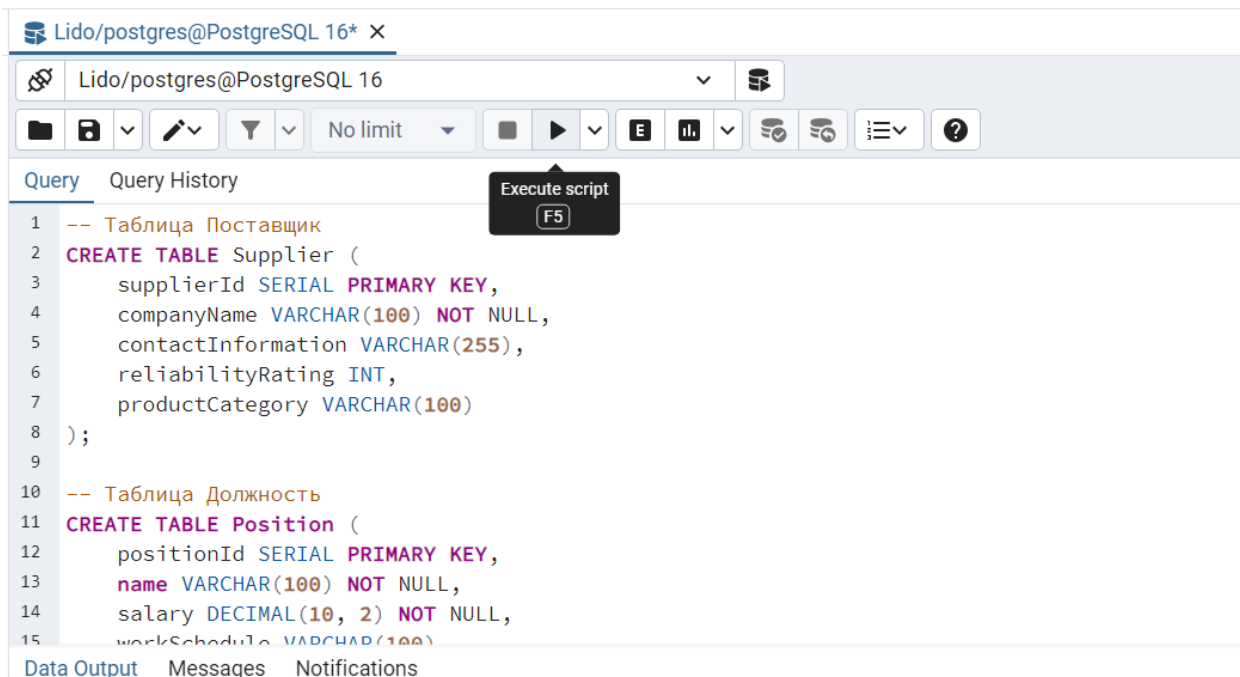 Lido/postgres@PostgreSQL 16*
Lido/postgres@PostgreSQL 16
No limit
E
Query Query History
Execute script
F5
1 -- Таблица Поставщик
2 CREATE TABLE Supplier (
3 supplierId SERIAL PRIMARY KEY,
4 companyName VARCHAR(100) NOT NULL,
5 contactInformation VARCHAR(255),
6 reliabilityRating INT,
7 productCategory VARCHAR(100)
8 );
9
10 -- Таблица Должность
11 CREATE TABLE Position (
12 positionId SERIAL PRIMARY KEY,
13 name VARCHAR(100) NOT NULL,
14 salary DECIMAL(10, 2) NOT NULL,
15 workSchedule VARCHAR(100)
Data Output Messages Notifications